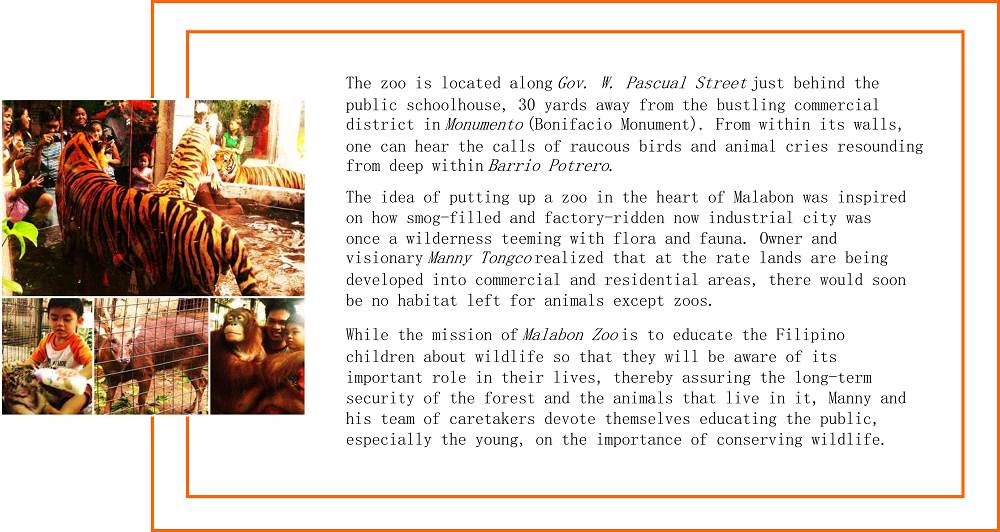 The zoo is located along Gov. W. Pascual Street just behind the
public schoolhouse, 30 yards away from the bustling commercial
district in Monumento (Bonifacio Monument). From within its walls,
one can hear the calls of raucous birds and animal cries resounding
from deep within Barrio Potrero.
The idea of putting up a zoo in the heart of Malabon was inspired
on how smog-filled and factory-ridden now industrial city was
once a wilderness teeming with flora and fauna. Owner and
visionary Manny Tongco realized that at the rate lands are being
developed into commercial and residential areas, there would soon
be no habitat left for animals except zoos.
While the mission of Malabon Zoo is to educate the Filipino
children about wildlife so that they will be aware of its
important role in their lives, thereby assuring the long-term
security of the forest and the animals that live in it, Manny and
his team of caretakers devote themselves educating the public,
especially the young, on the importance of conserving wildlife.